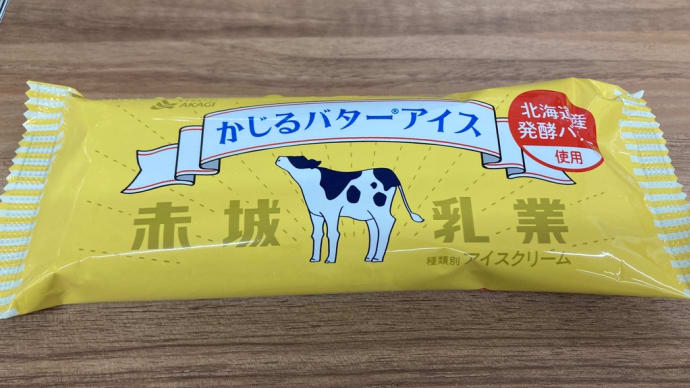 AKAGI
かじるバター®アイス
北海道産
発酵バ
使用
赤城 乳業
種類別 アイスクリーム